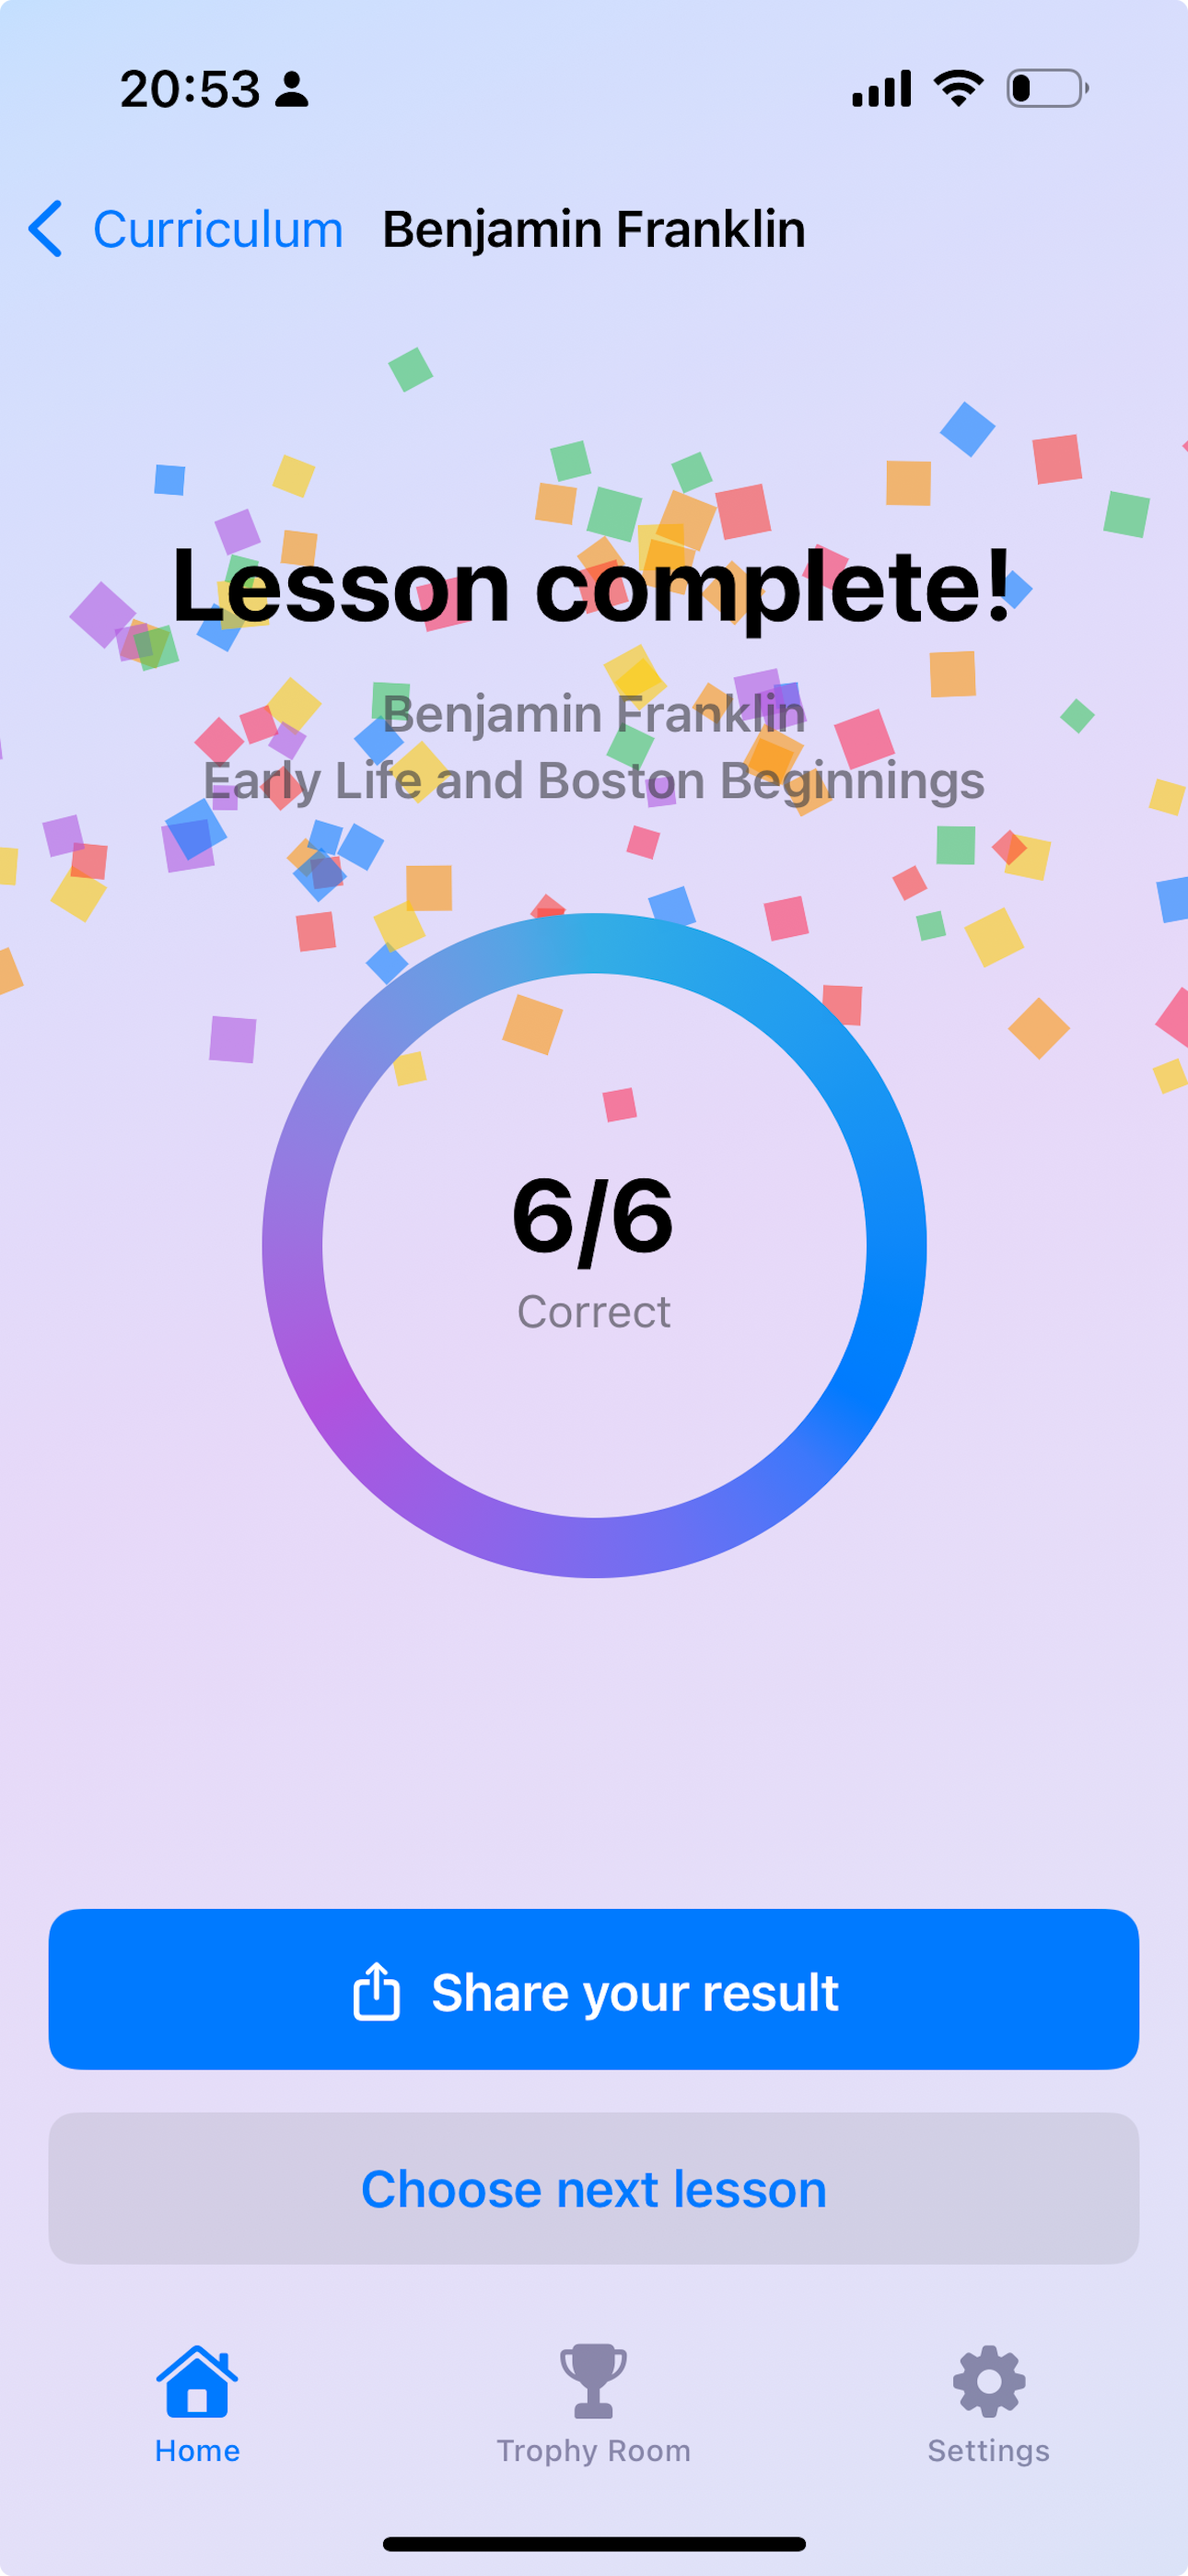 20:53
Curriculum Benjamin Franklin
Lesson complete!
Benjamin Franklin
Early Life and Boston Beginnings
6/6
Correct
Share your result
Choose next lesson
Home Trophy Room Settings